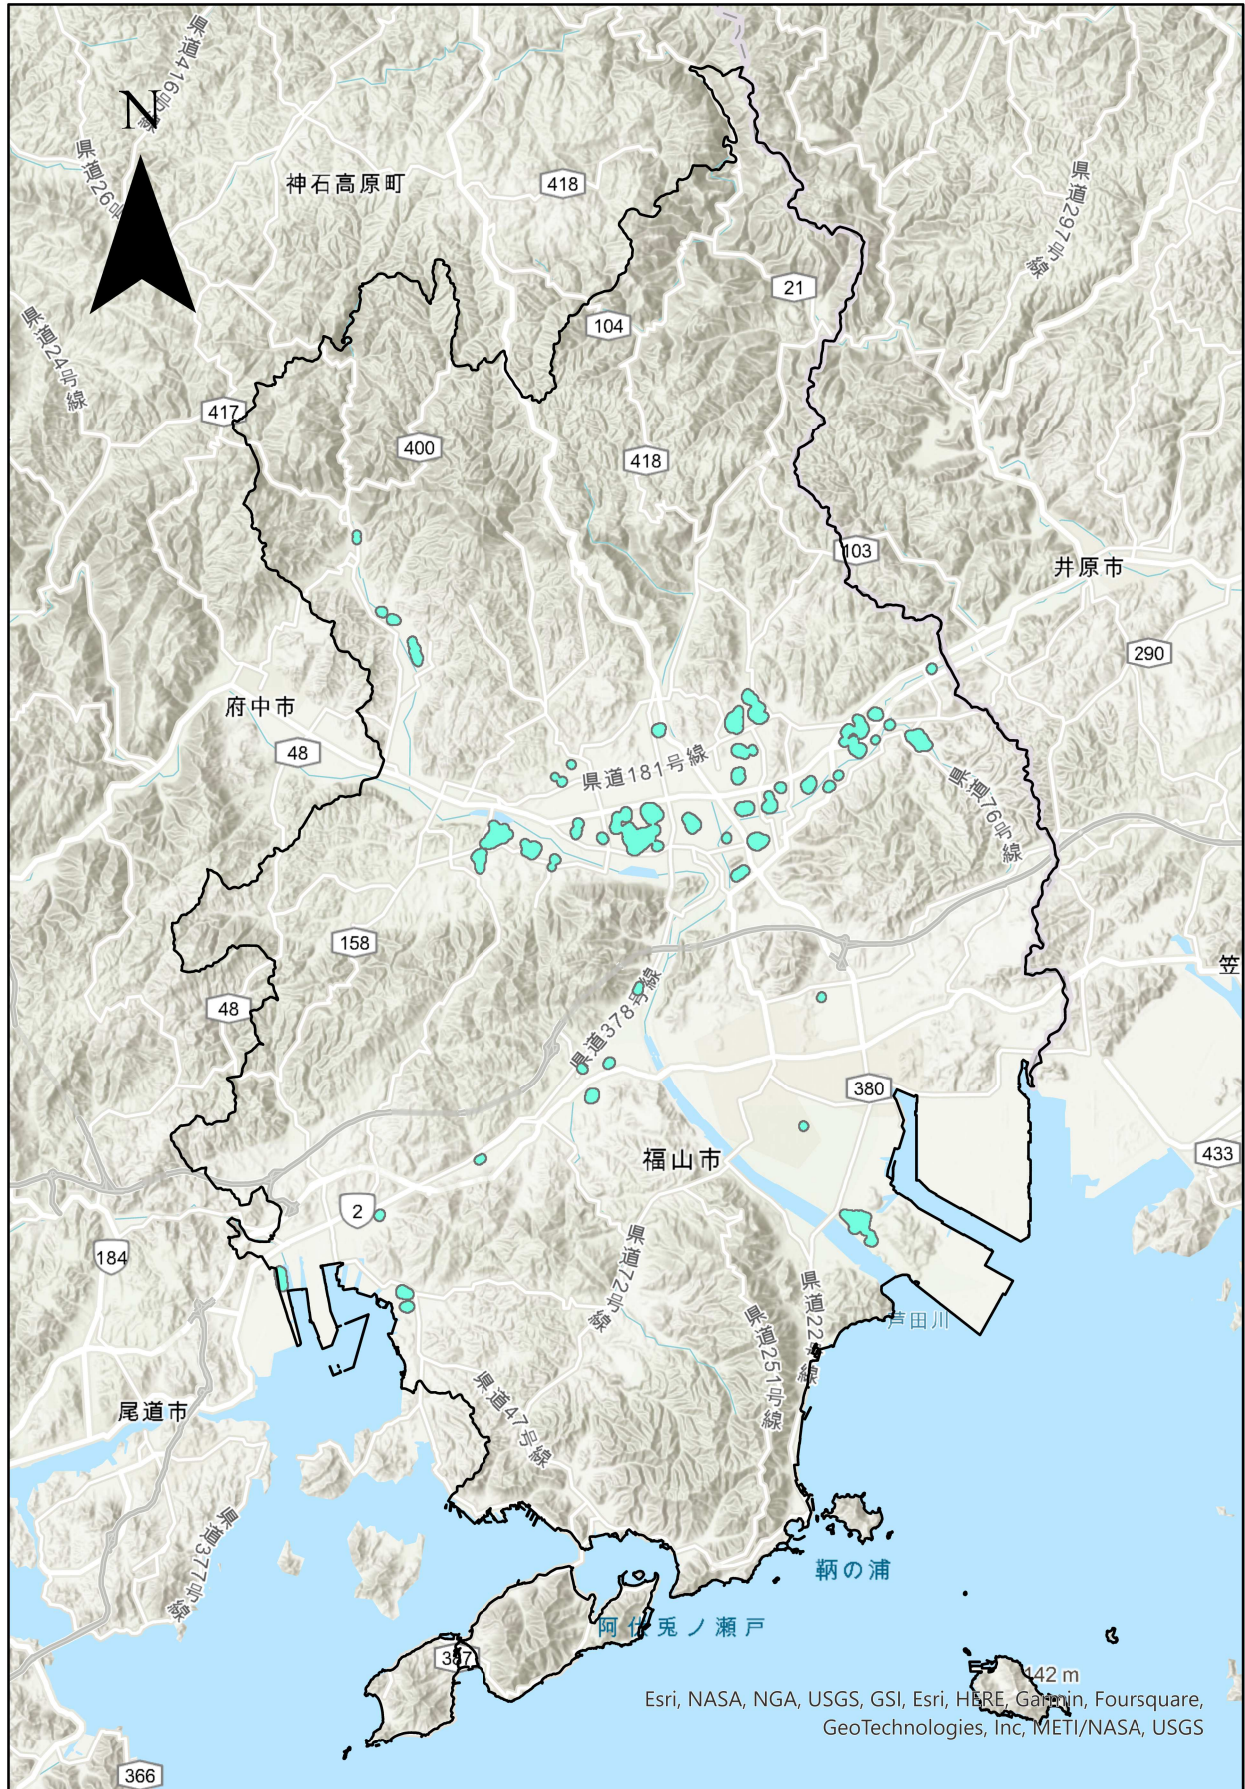 県道416号線
N
県道26号
神石高原町
418
県道297号線
21
104
県道24号線
417
400
418
103
井原市
290
府中市
48
県道181号線
県道76号線
158
笠
48
県道378号線
380
福山市
433
2
184
県道72号線
県道22号線
県道251号線
芦田川
県道47号線
尾道市
県道377号線
鞆の浦
阿伏兎ノ瀬戸
387
142 m
Esri, NASA, NGA, USGS, GSI, Esri, HERE, Garmin, Foursquare,
GeoTechnologies, Inc, METI/NASA, USGS
366